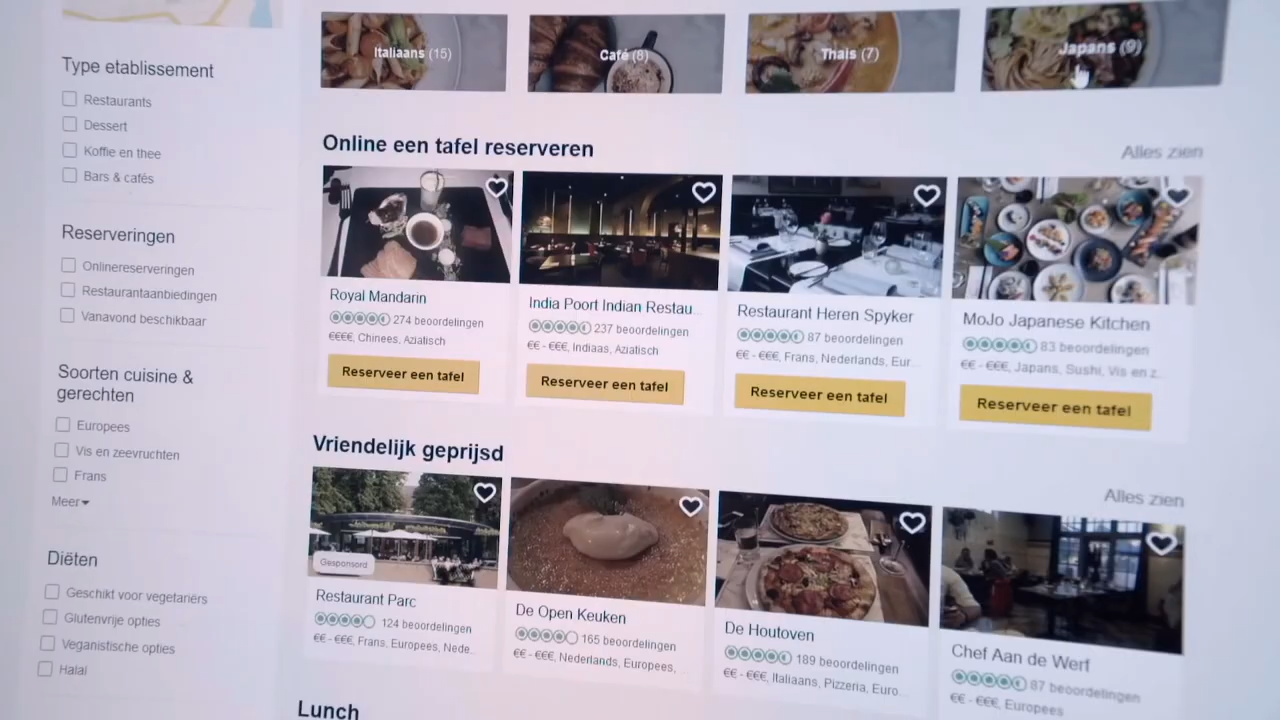 Italiaans (15)
Café (8)
Thais (7)
Japans (9)
Type etablissement
Restaurants
Dessert
Koffie en thee
Bars & cafés
Reserveringen
Onlinereserveringen
Restaurantaanbiedingen
Vanavond beschikbaar
Soorten cuisine &
gerechten
Europees
Vis en zeevruchten
Frans
Meer
Diëten
Geschikt voor vegetariërs
Glutenvrije opties
Veganistische opties
Halal
Online een tafel reserveren
Alles zien
Royal Mandarin
274 beoordelingen
€€€€, Chinees, Aziatisch
Reserveer een tafel
India Poort Indian Restau...
237 beoordelingen
€€ - €€€, Indiaas, Aziatisch
Reserveer een tafel
Restaurant Heren Spyker
87 beoordelingen
€€ - €€€, Frans, Nederlands, Eur...
Reserveer een tafel
MoJo Japanese Kitchen
83 beoordelingen
€€ - €€€, Japans, Sushi, Vis en z...
Reserveer een tafel
Vriendelijk geprijsd
Alles zien
Gesponsord
Restaurant Parc
124 beoordelingen
€€ - €€€, Frans, Europees, Nede...
De Open Keuken
165 beoordelingen
€€ - €€€, Nederlands, Europees, ...
De Houtoven
189 beoordelingen
€€ - €€€, Italiaans, Pizzeria, Euro...
Chef Aan de Werf
87 beoordelingen
€€ - €€€, Europees
Lunch